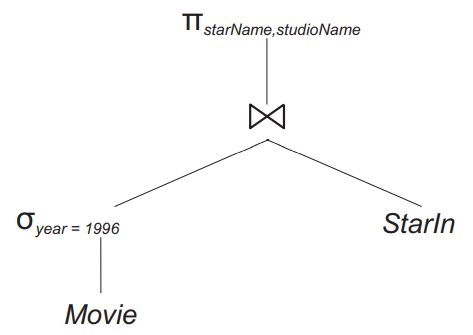 π starName,studioName
⋈
σ year = 1996
StarIn
Movie